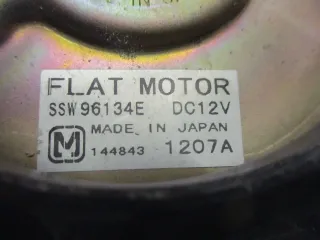 FLAT MOTOR
SSW96134E DC12V
MADE IN JAPAN
M 144843 1207A